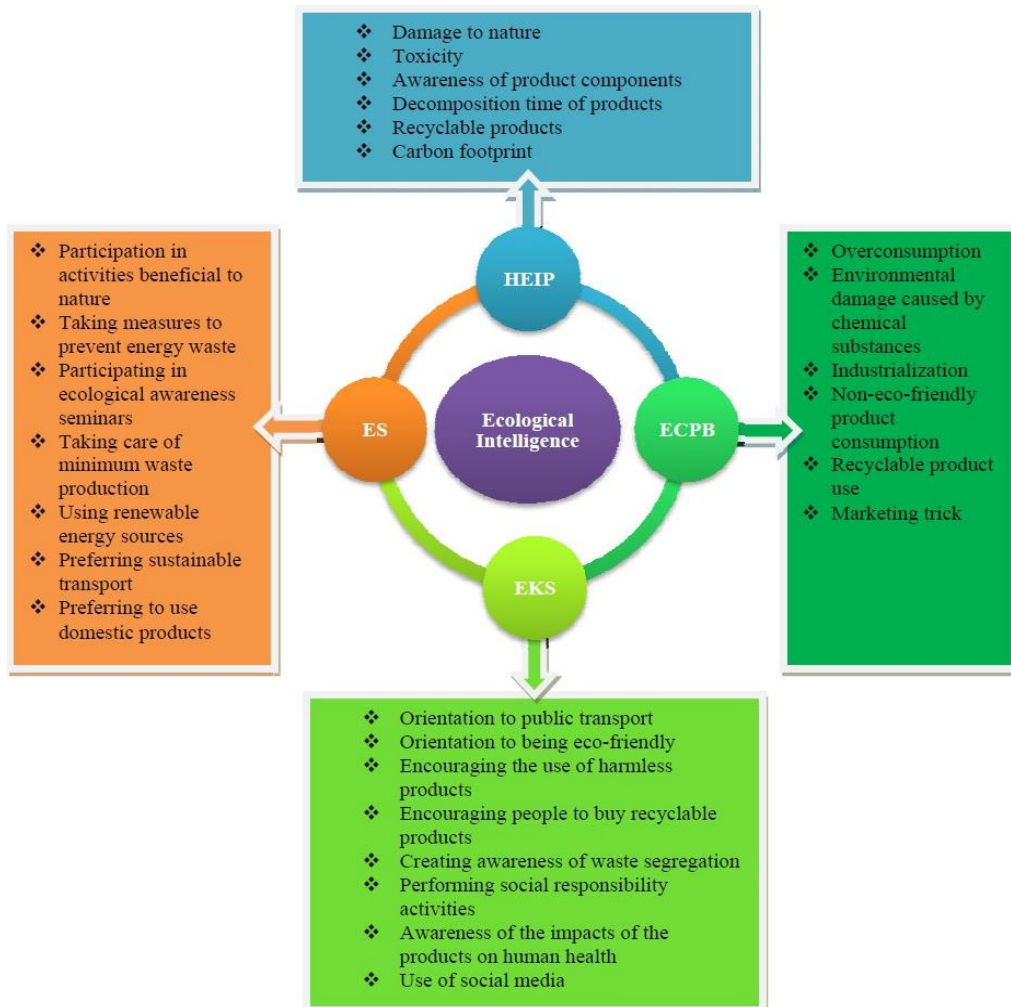 ❖ Damage to nature
❖ Toxicity
❖ Awareness of product components
❖ Decomposition time of products
❖ Recyclable products
❖ Carbon footprint
HEIP
❖ Participation in
activities beneficial to
nature
❖ Taking measures to
prevent energy waste
❖ Participating in
ecological awareness
seminars
❖ Taking care of
minimum waste
production
❖ Using renewable
energy sources
❖ Preferring sustainable
transport
❖ Preferring to use
domestic products
ES
Ecological
Intelligence
ECPB
❖ Overconsumption
❖ Environmental
damage caused by
chemical
substances
❖ Industrialization
❖ Non-eco-friendly
product
consumption
❖ Recyclable product
use
❖ Marketing trick
EKS
❖ Orientation to public transport
❖ Orientation to being eco-friendly
❖ Encouraging the use of harmless
products
❖ Encouraging people to buy recyclable
products
❖ Creating awareness of waste segregation
❖ Performing social responsibility
activities
❖ Awareness of the impacts of the
products on human health
❖ Use of social media